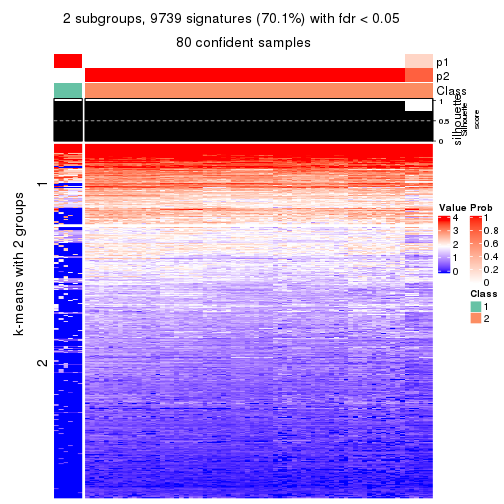 2 subgroups, 9739 signatures (70.1%) with fdr < 0.05
80 confident samples
p1
p2
Class
silhouette
Silhouette
score
1
0.5
0
k-means with 2 groups
1
2
Value
4
3
2
1
0
Prob
1
0.8
0.6
0.4
0.2
0
Class
1
2